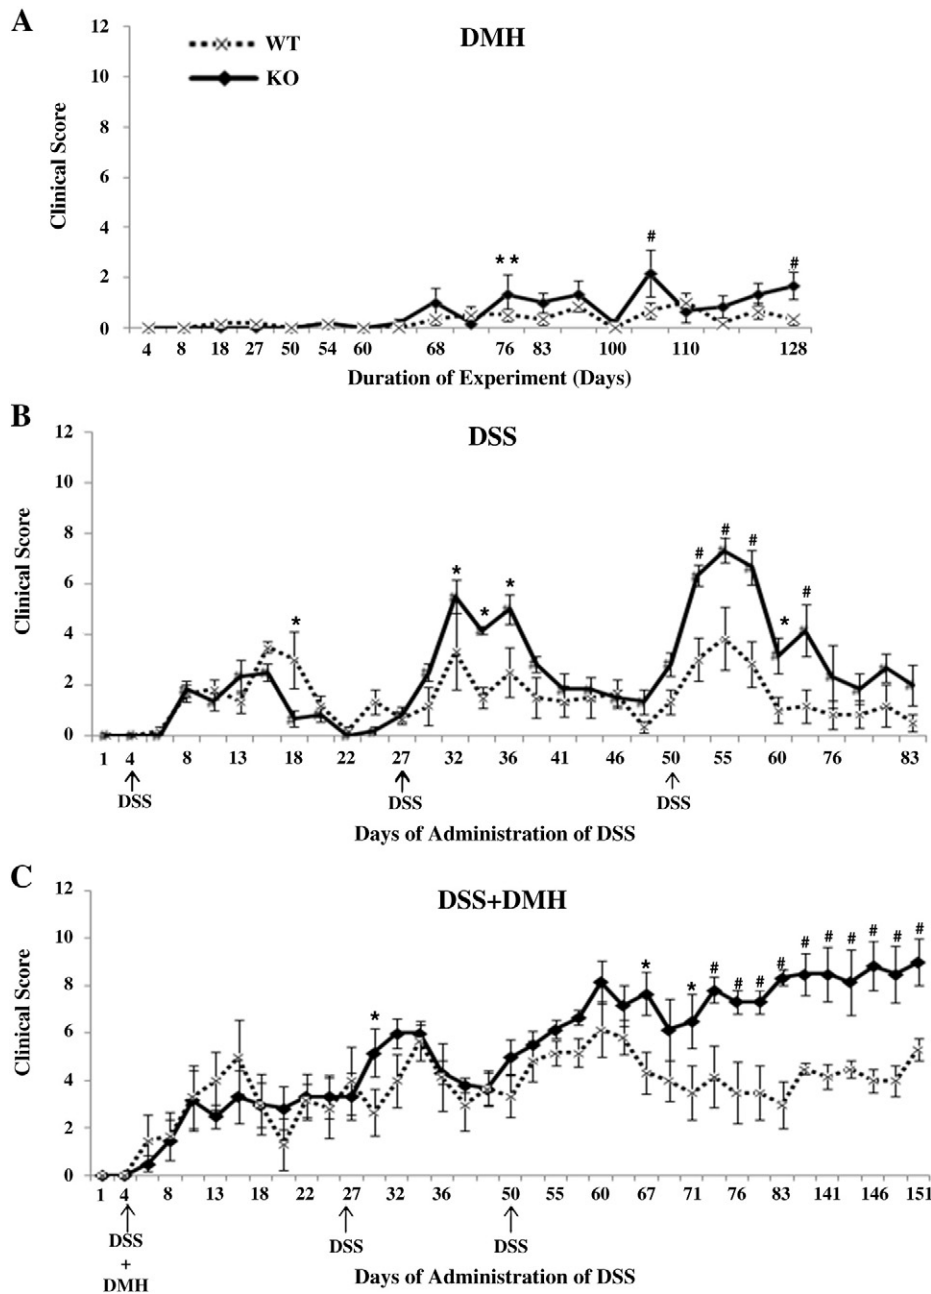 A
DMH
WT
KO
Clinical Score
12
10
8
6
4
2
0
* *
#
#
4 8 18 27 50 54 60 68 76 83 100 110 128
Duration of Experiment (Days)
B
DSS
Clinical Score
12
10
8
6
4
2
0
* * * * # # # * #
1 4 8 13 18 22 27 32 36 41 46 50 55 60 76 83
DSS DSS DSS
Days of Administration of DSS
C
DSS+DMH
Clinical Score
12
10
8
6
4
2
0
* * * # # # # # # # # # #
1 4 8 13 18 22 27 32 36 50 60 67 71 76 83 141 146 151
DSS
+
DMH
DSS DSS
Days of Administration of DSS